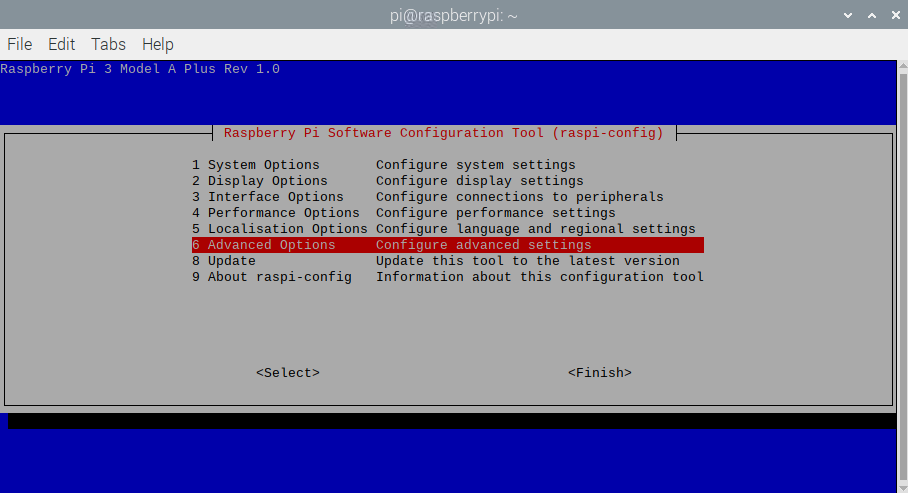 pi@raspberrypi: ~
File Edit Tabs Help
Raspberry Pi 3 Model A Plus Rev 1.0
Raspberry Pi Software Configuration Tool (raspi-config)
1 System Options Configure system settings
2 Display Options Configure display settings
3 Interface Options Configure connections to peripherals
4 Performance Options Configure performance settings
5 Localisation Options Configure language and regional settings
6 Advanced Options Configure advanced settings
8 Update Update this tool to the latest version
9 About raspi-config Information about this configuration tool
<Select> <Finish>